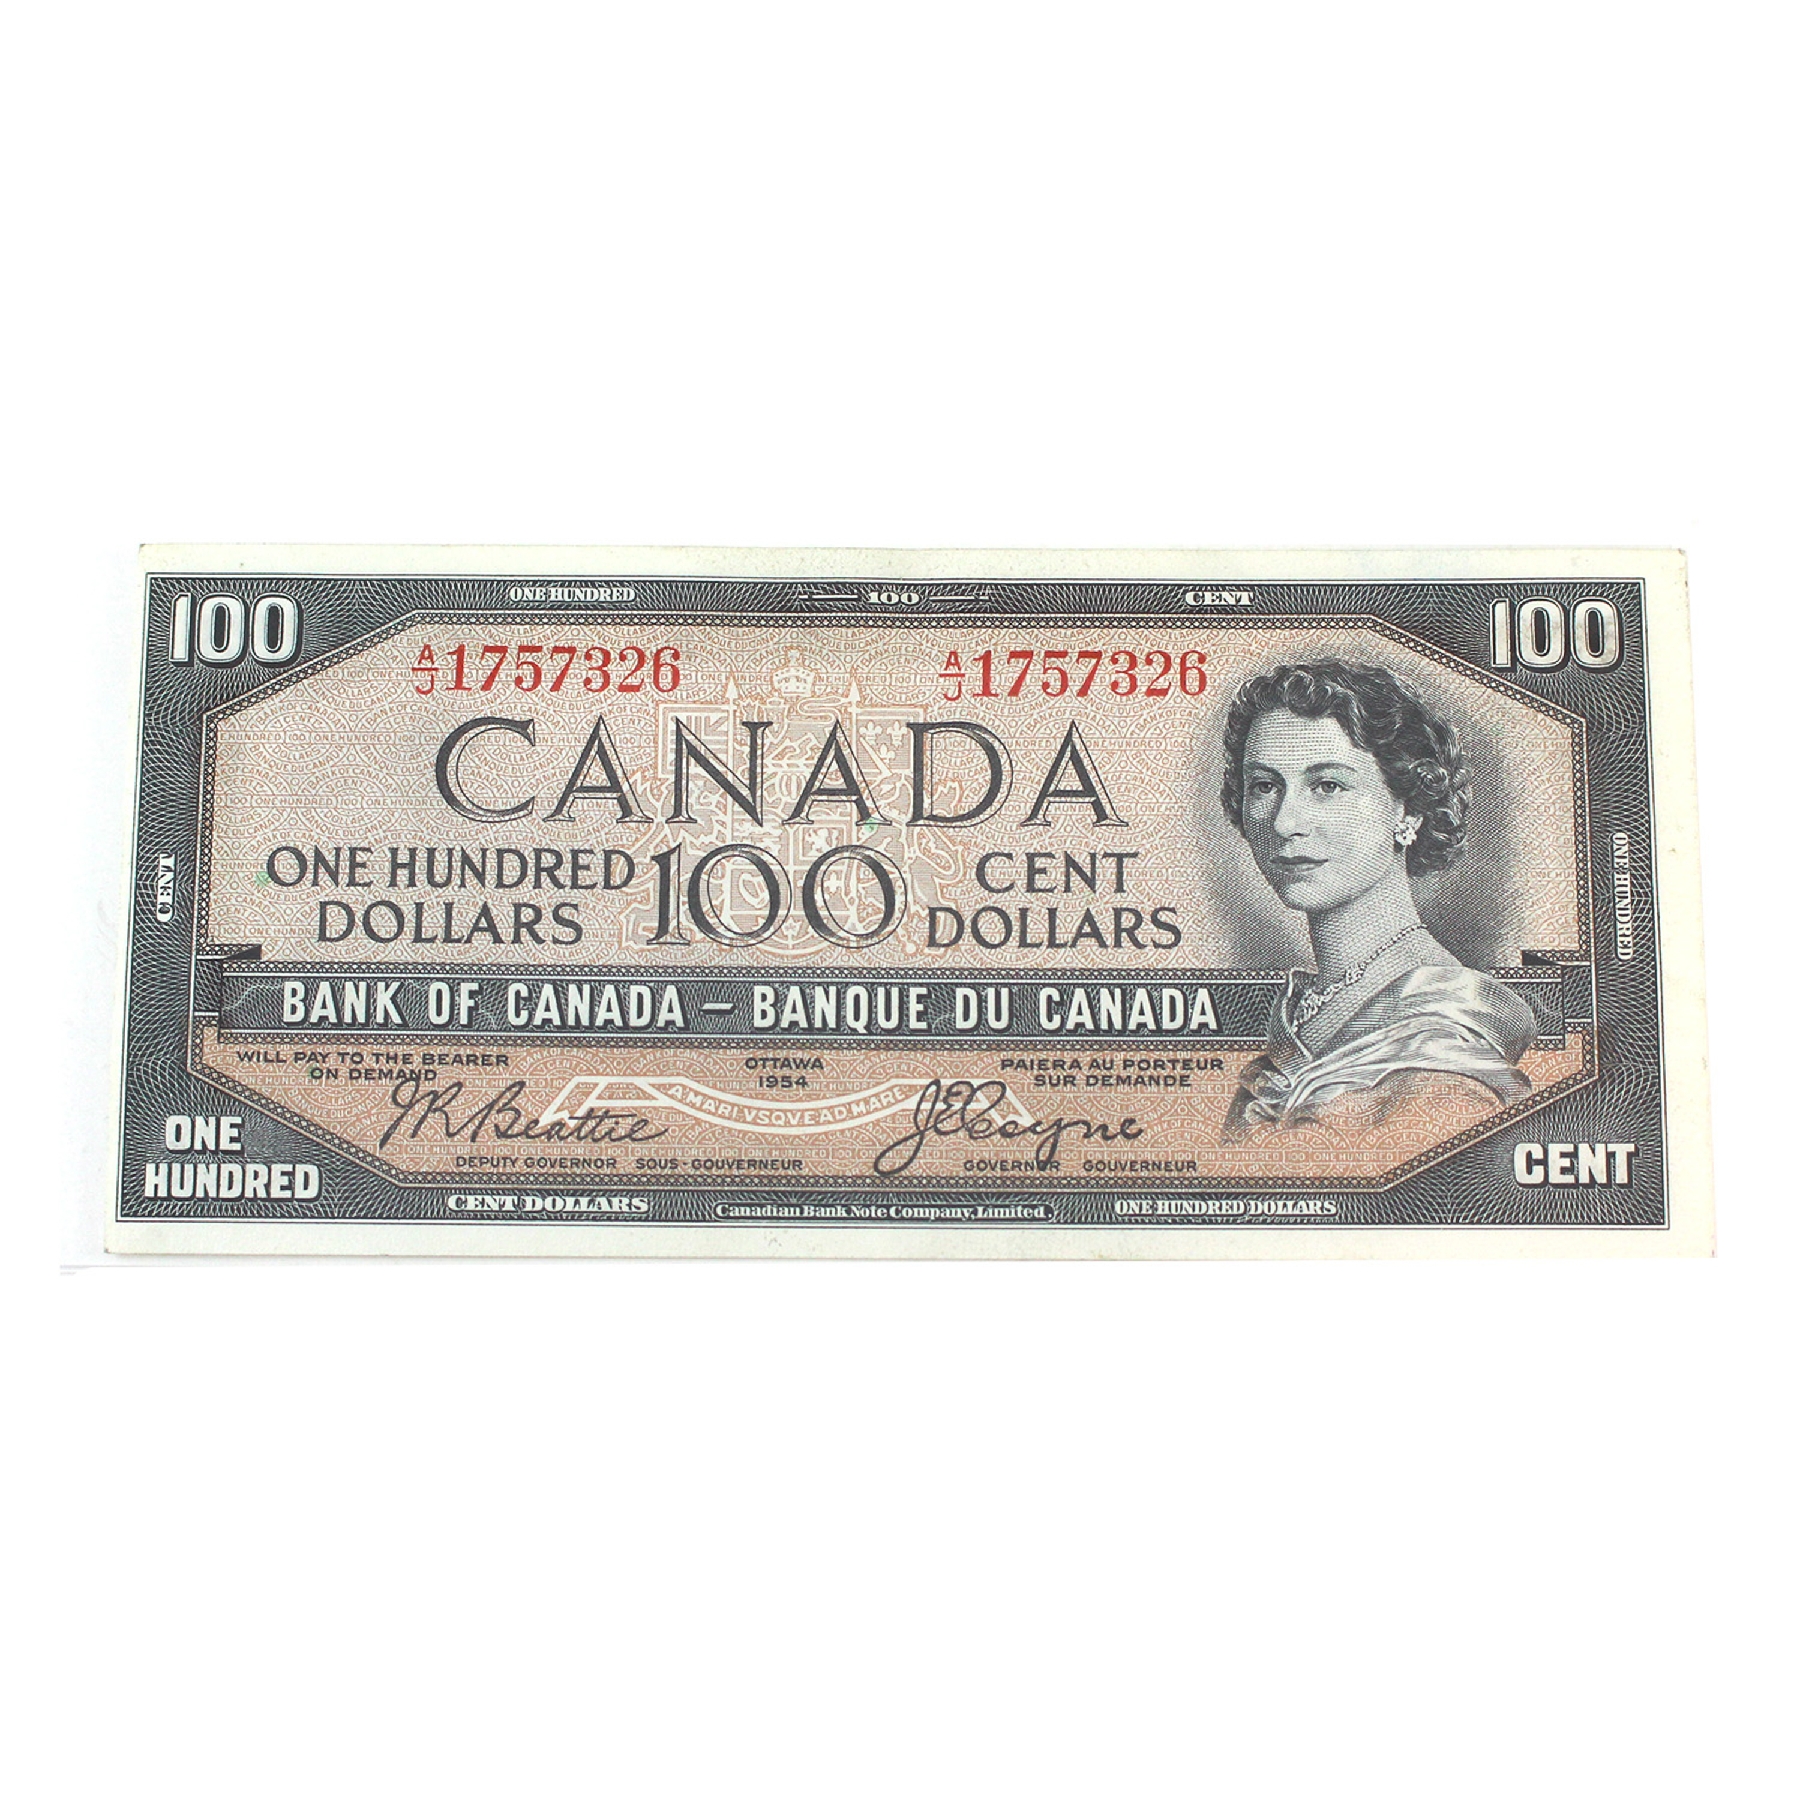 100 ONE HUNDRED 100 CENT 100
A/J 1757326 A/J 1757326
CANADA
ONE HUNDRED DOLLARS 100 CENT DOLLARS
CENT
ONE HUNDRED
BANK OF CANADA – BANQUE DU CANADA
WILL PAY TO THE BEARER ON DEMAND
OTTAWA 1954
PAIERA AU PORTEUR SUR DEMANDE
A MARI VSQVE AD MARE
J R Beattie
J E Coyne
DEPUTY GOVERNOR SOUS-GOUVERNEUR
GOVERNOR GOUVERNEUR
ONE HUNDRED
CENT
CENT DOLLARS
Canadian Bank Note Company, Limited.
ONE HUNDRED DOLLARS